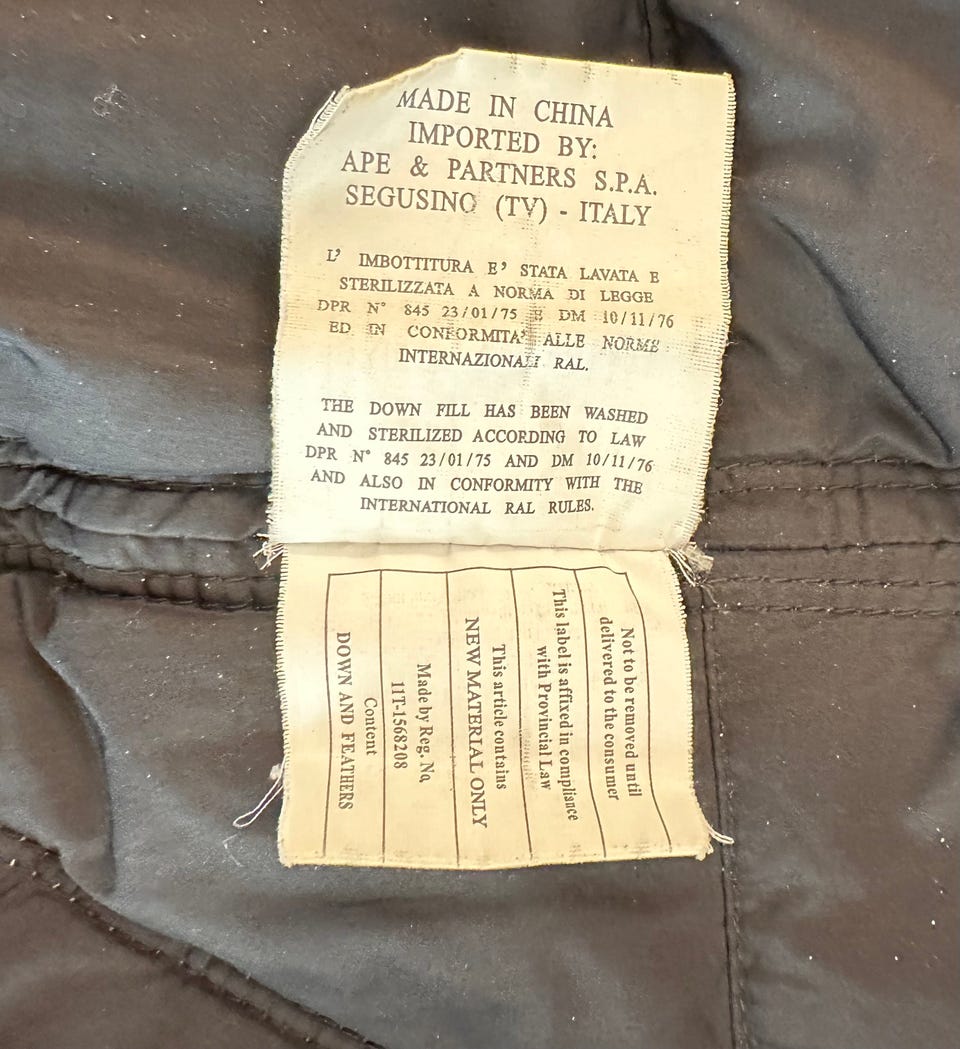 MADE IN CHINA
IMPORTED BY:
APE & PARTNERS S.P.A.
SEGUSINO (TV) - ITALY
L' IMBOTTITURA E' STATA LAVATA E
STERILIZZATA A NORMA DI LEGGE
DPR N° 845 23/01/75 E DM 10/11/76
ED IN CONFORMITA' ALLE NORME
INTERNAZIONALI RAL.
THE DOWN FILL HAS BEEN WASHED
AND STERILIZED ACCORDING TO LAW
DPR N° 845 23/01/75 AND DM 10/11/76
AND ALSO IN CONFORMITY WITH THE
INTERNATIONAL RAL RULES.
Not to be removed until
delivered to the consumer
This label is affixed in compliance
with Provincial Law
This article contains
NEW MATERIAL ONLY
Made by Reg. No.
11T-1568208
Content
DOWN AND FEATHERS